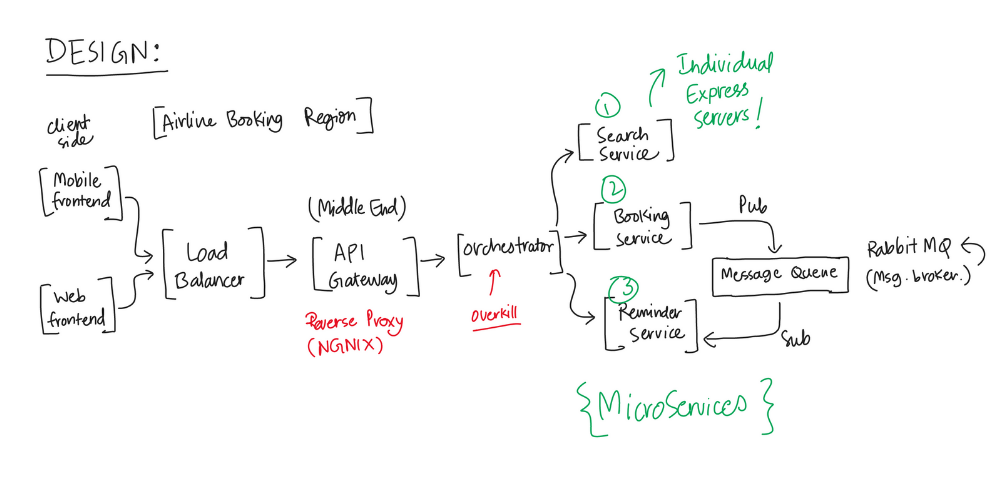 DESIGN:
client
side
[Airline Booking Region]
Mobile
frontend
Web
frontend
Load
Balancer
(Middle End)
API
Gateway
Reverse Proxy
(NGNIX)
orchestrator
overkill
1
Search
Service
Individual
Express
servers!
2
Booking
Service
3
Reminder
Service
Pub
Message Queue
Sub
Rabbit MQ
(Msg. broker.)
{MicroServices}